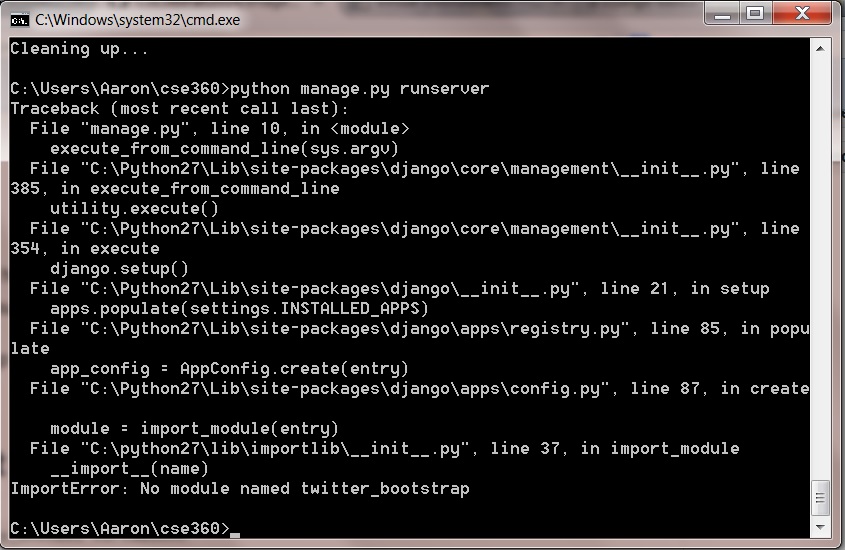 C:\Windows\system32\cmd.exe
Cleaning up...
C:\Users\Aaron\cse360>python manage.py runserver
Traceback (most recent call last):
  File "manage.py", line 10, in <module>
    execute_from_command_line(sys.argv)
  File "C:\Python27\Lib\site-packages\django\core\management\__init__.py", line
385, in execute_from_command_line
    utility.execute()
  File "C:\Python27\Lib\site-packages\django\core\management\__init__.py", line
354, in execute
    django.setup()
  File "C:\Python27\Lib\site-packages\django\__init__.py", line 21, in setup
    apps.populate(settings.INSTALLED_APPS)
  File "C:\Python27\Lib\site-packages\django\apps\registry.py", line 85, in popu
late
    app_config = AppConfig.create(entry)
  File "C:\Python27\Lib\site-packages\django\apps\config.py", line 87, in create
    module = import_module(entry)
  File "C:\python27\lib\importlib\__init__.py", line 37, in import_module
    __import__(name)
ImportError: No module named twitter_bootstrap
C:\Users\Aaron\cse360>_